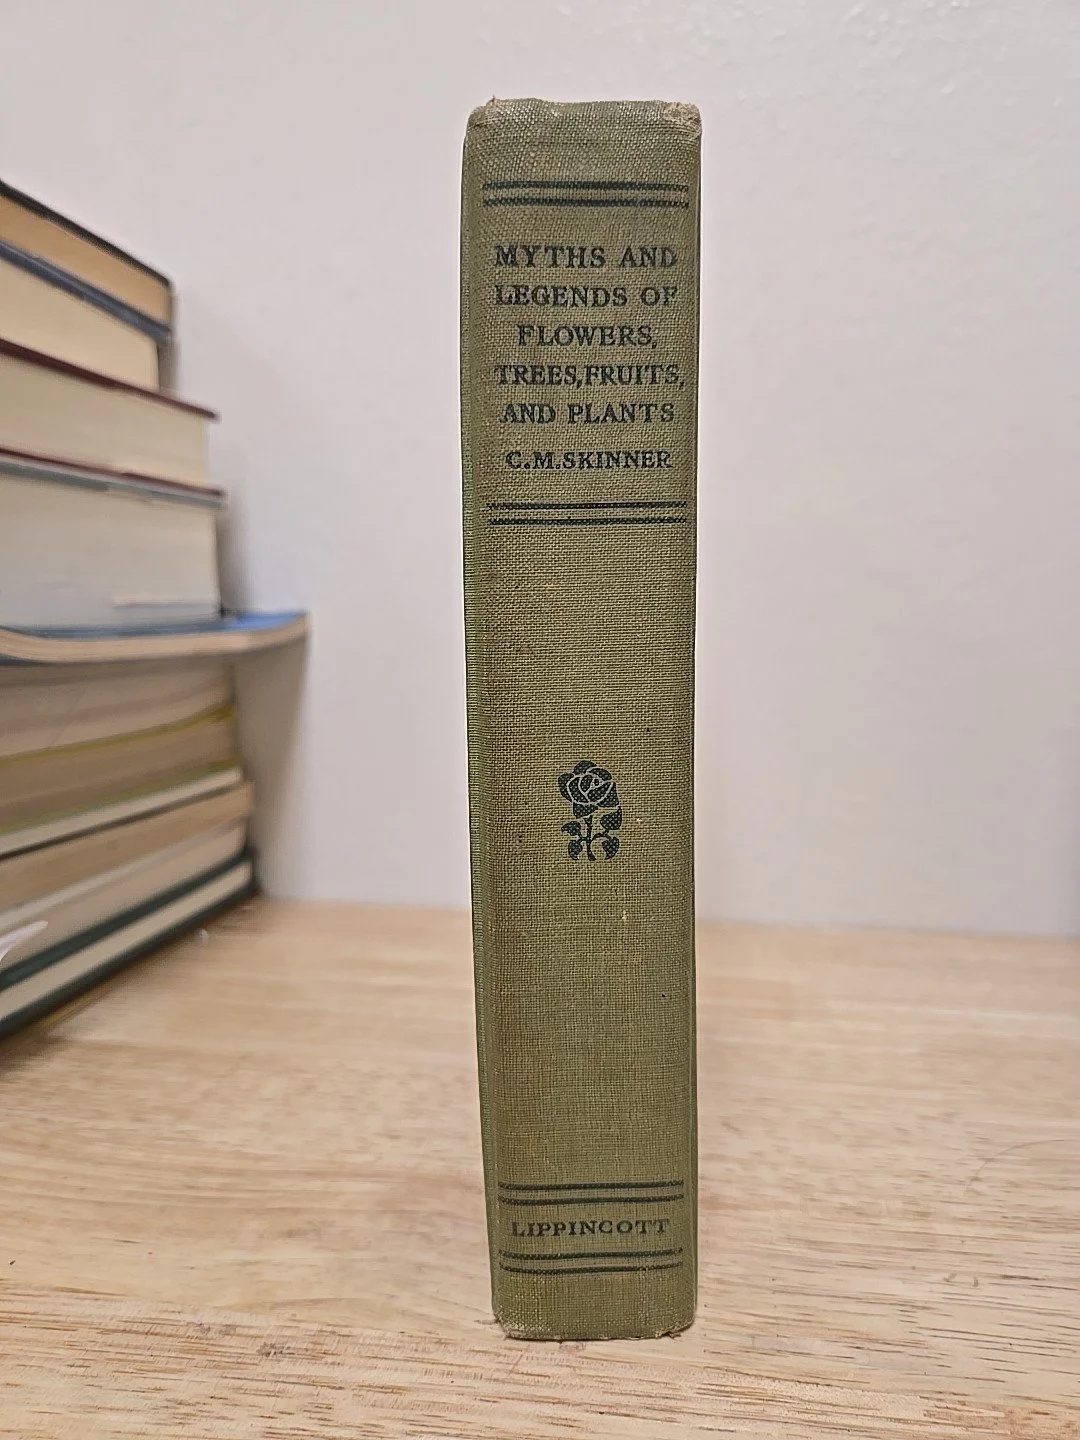 MYTHS AND
LEGENDS OF
FLOWERS,
TREES, FRUITS,
AND PLANTS
C. M. SKINNER
LIPPINCOTT